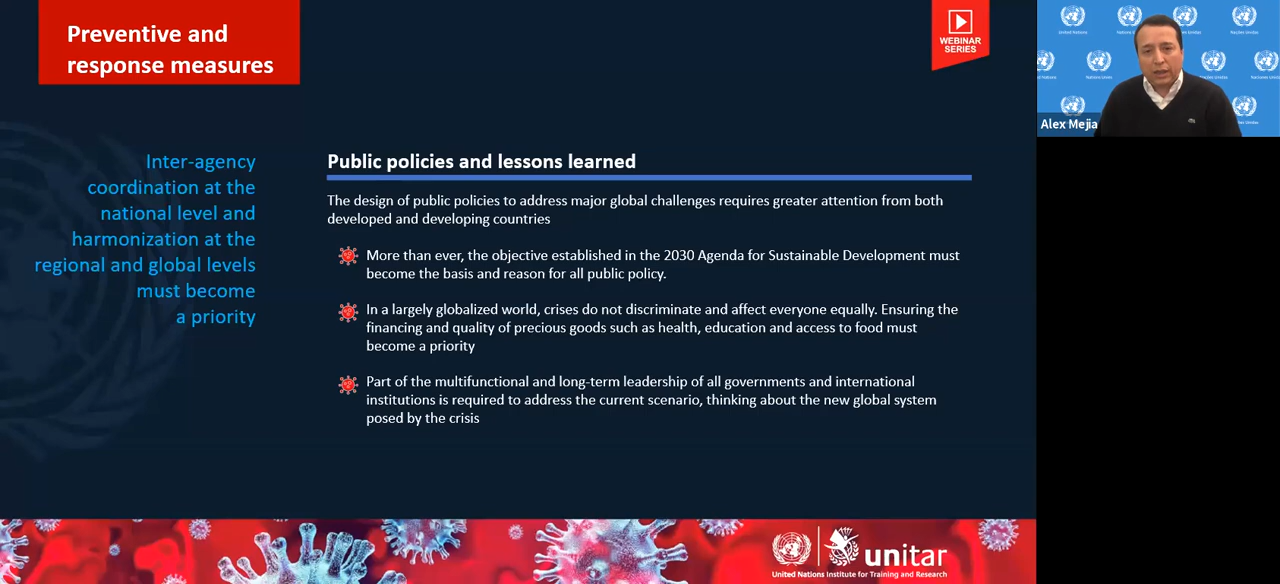 Preventive and
response measures
WEBINAR
SERIES
Inter-agency
coordination at the
national level and
harmonization at the
regional and global levels
must become
a priority
Public policies and lessons learned
The design of public policies to address major global challenges requires greater attention from both
developed and developing countries
More than ever, the objective established in the 2030 Agenda for Sustainable Development must
become the basis and reason for all public policy.
In a largely globalized world, crises do not discriminate and affect everyone equally. Ensuring the
financing and quality of precious goods such as health, education and access to food must
become a priority
Part of the multifunctional and long-term leadership of all governments and international
institutions is required to address the current scenario, thinking about the new global system
posed by the crisis
unitar
United Nations Institute for Training and Research
United Nations
Alex Mejia